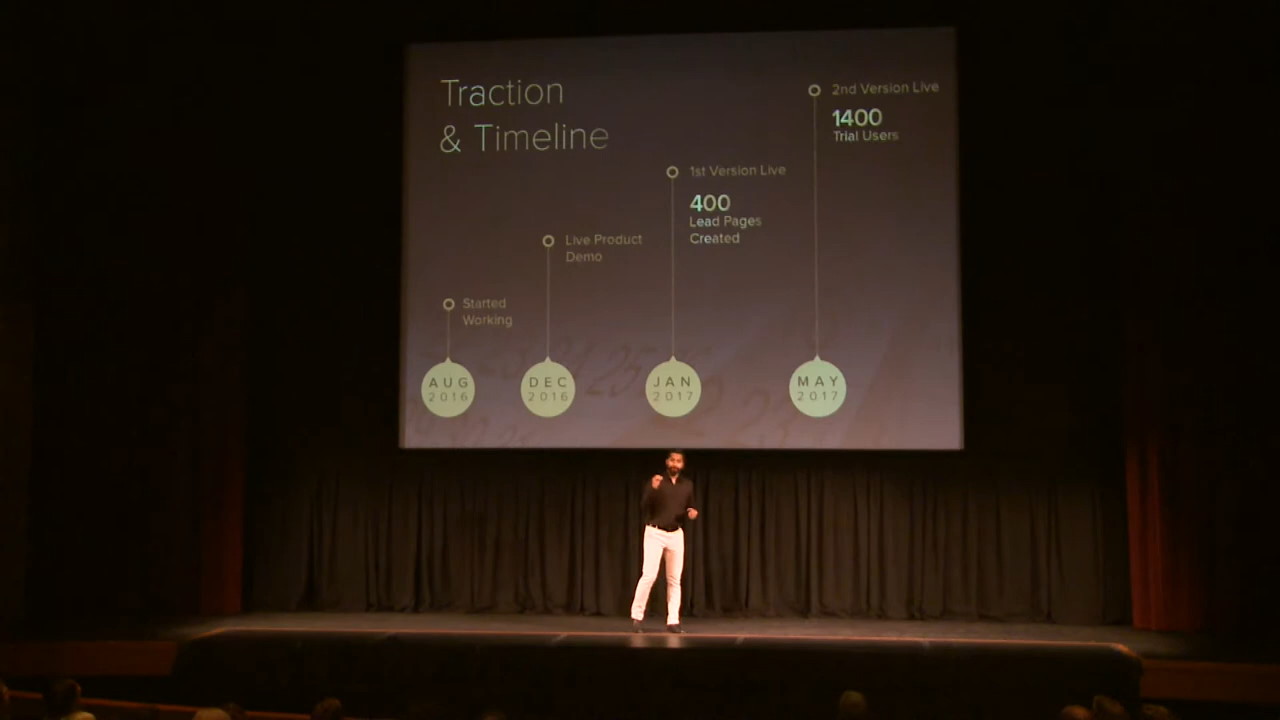 Traction
& Timeline
2nd Version Live
1400
Trial Users
1st Version Live
400
Lead Pages
Created
Live Product
Demo
Started
Working
AUG
2016
DEC
2016
JAN
2017
MAY
2017